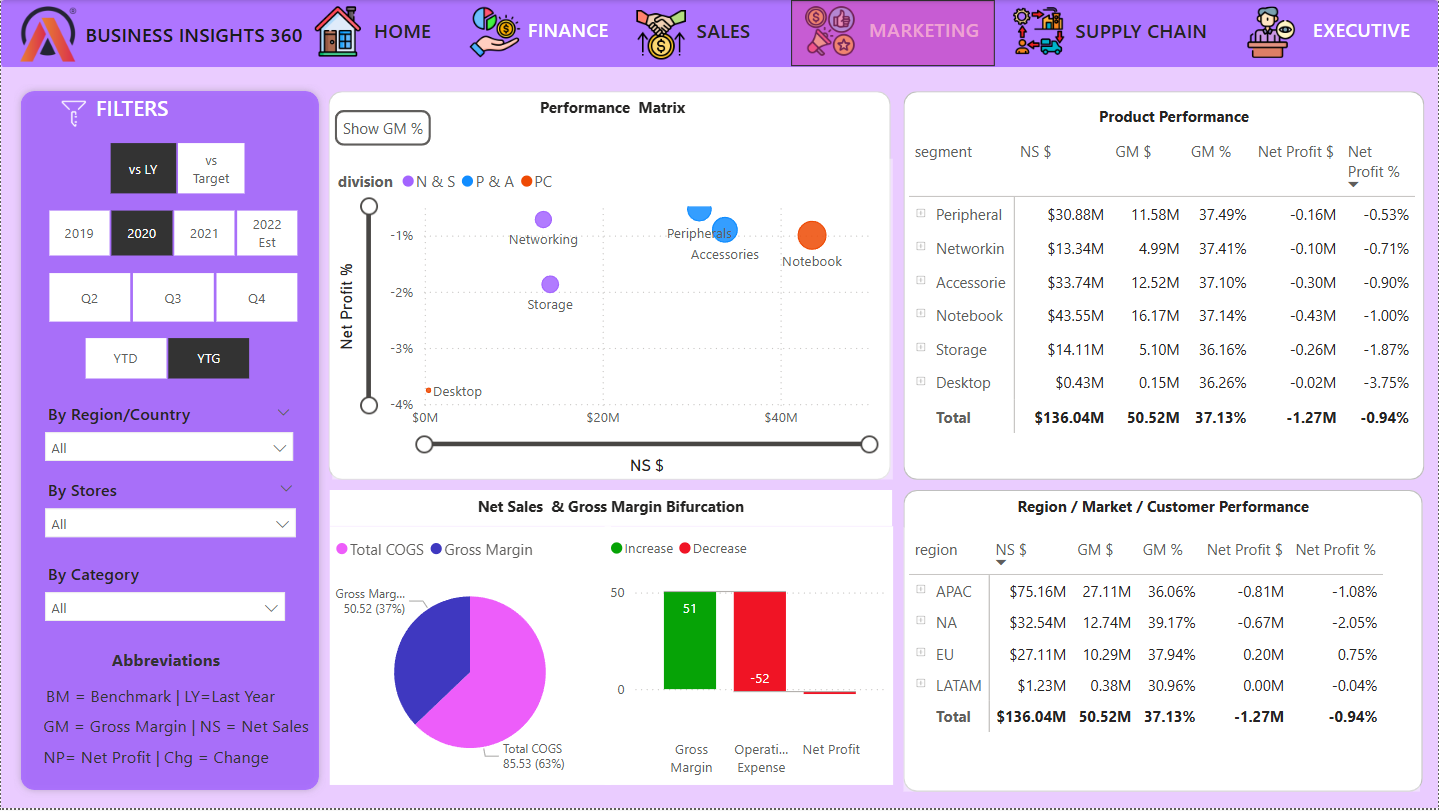 BUSINESS INSIGHTS 360
HOME
FINANCE
SALES
MARKETING
SUPPLY CHAIN
EXECUTIVE
FILTERS
vs LY
vs
Target
2019
2020
2021
2022
Est
Q2
Q3
Q4
YTD
YTG
By Region/Country
All
By Stores
All
By Category
All
Abbreviations
BM = Benchmark | LY=Last Year
GM = Gross Margin | NS = Net Sales
NP= Net Profit | Chg = Change
Performance Matrix
Show GM %
division N & S P & A PC
Net Profit %
-1%
-2%
-3%
-4%
Networking
Storage
Peripherals
Accessories
Notebook
Desktop
$0M $20M $40M
NS $
Product Performance
segment NS $ GM $ GM % Net Profit $ Net
Profit %
Peripheral $30.88M 11.58M 37.49% -0.16M -0.53%
Networkin $13.34M 4.99M 37.41% -0.10M -0.71%
Accessorie $33.74M 12.52M 37.10% -0.30M -0.90%
Notebook $43.55M 16.17M 37.14% -0.43M -1.00%
Storage $14.11M 5.10M 36.16% -0.26M -1.87%
Desktop $0.43M 0.15M 36.26% -0.02M -3.75%
Total $136.04M 50.52M 37.13% -1.27M -0.94%
Net Sales & Gross Margin Bifurcation
Total COGS Gross Margin
Gross Marg...
50.52 (37%)
Total COGS
85.53 (63%)
Increase Decrease
50
0
51
-52
Gross
Margin
Operati...
Expense
Net Profit
Region / Market / Customer Performance
region NS $ GM $ GM % Net Profit $ Net Profit %
APAC $75.16M 27.11M 36.06% -0.81M -1.08%
NA $32.54M 12.74M 39.17% -0.67M -2.05%
EU $27.11M 10.29M 37.94% 0.20M 0.75%
LATAM $1.23M 0.38M 30.96% 0.00M -0.04%
Total $136.04M 50.52M 37.13% -1.27M -0.94%